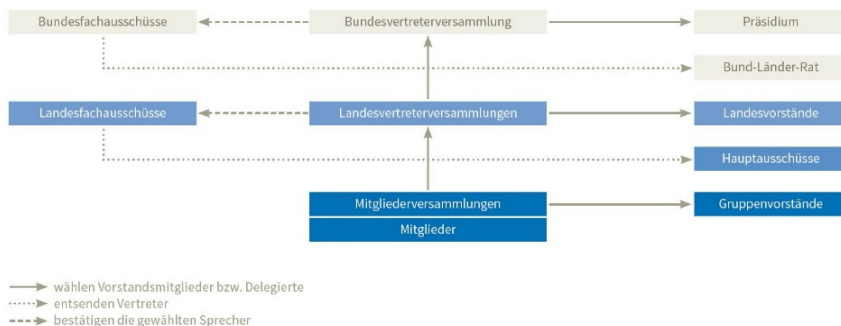 Bundesfachausschüsse
Bundesvertreterversammlung
Präsidium
Bund-Länder-Rat
Landesfachausschüsse
Landesvertreterversammlungen
Landesvorstände
Hauptausschüsse
Mitgliederversammlungen
Gruppenvorstände
Mitglieder
wählen Vorstandsmitglieder bzw. Delegierte
entsenden Vertreter
bestätigen die gewählten Sprecher